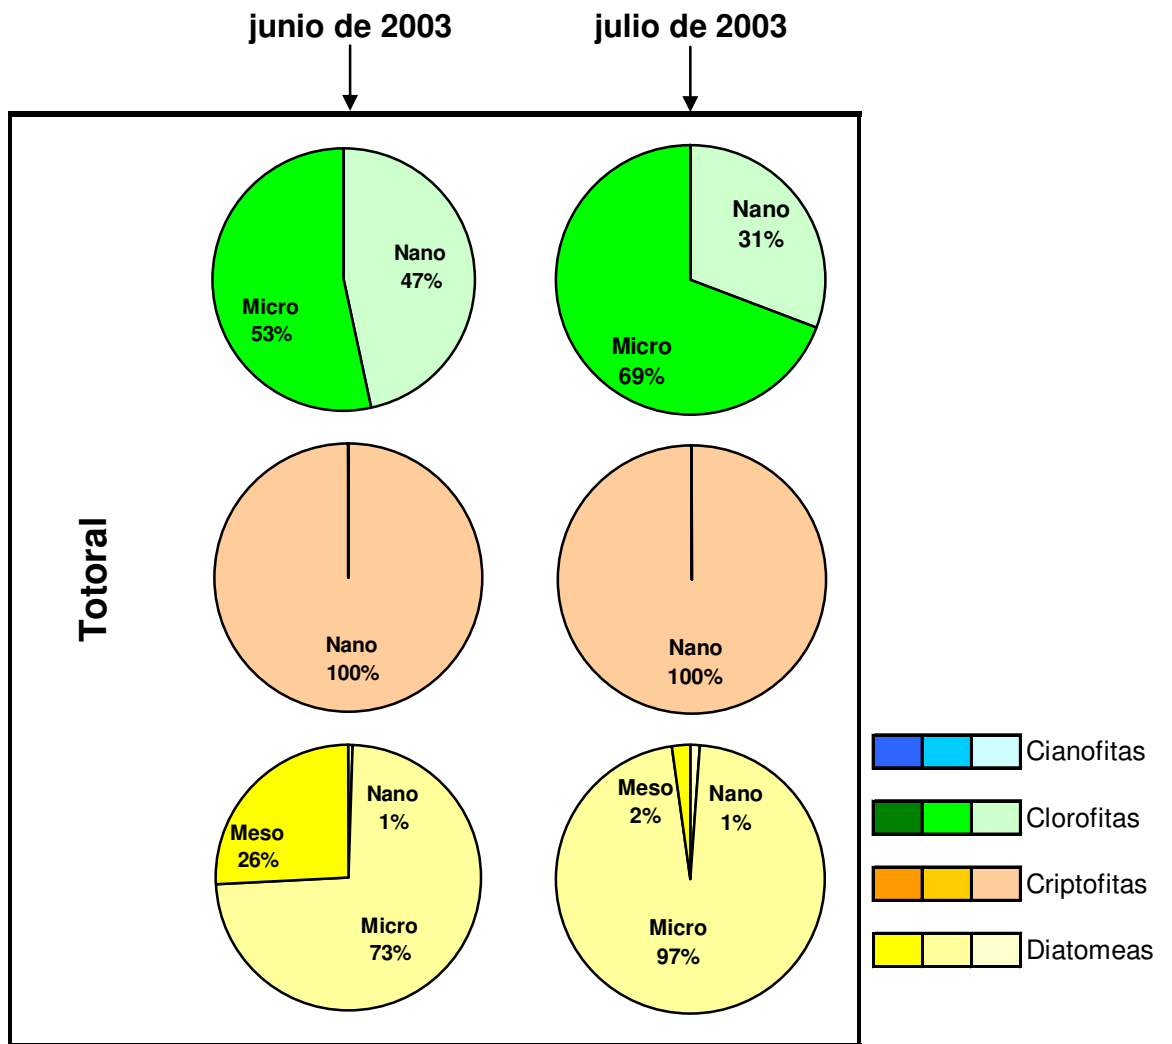 junio de 2003
julio de 2003
Totoral
Nano
47%
Micro
53%
Nano
31%
Micro
69%
Nano
100%
Nano
100%
Nano
1%
Meso
26%
Micro
73%
Meso
2%
Nano
1%
Micro
97%
Cianofitas
Clorofitas
Criptofitas
Diatomeas